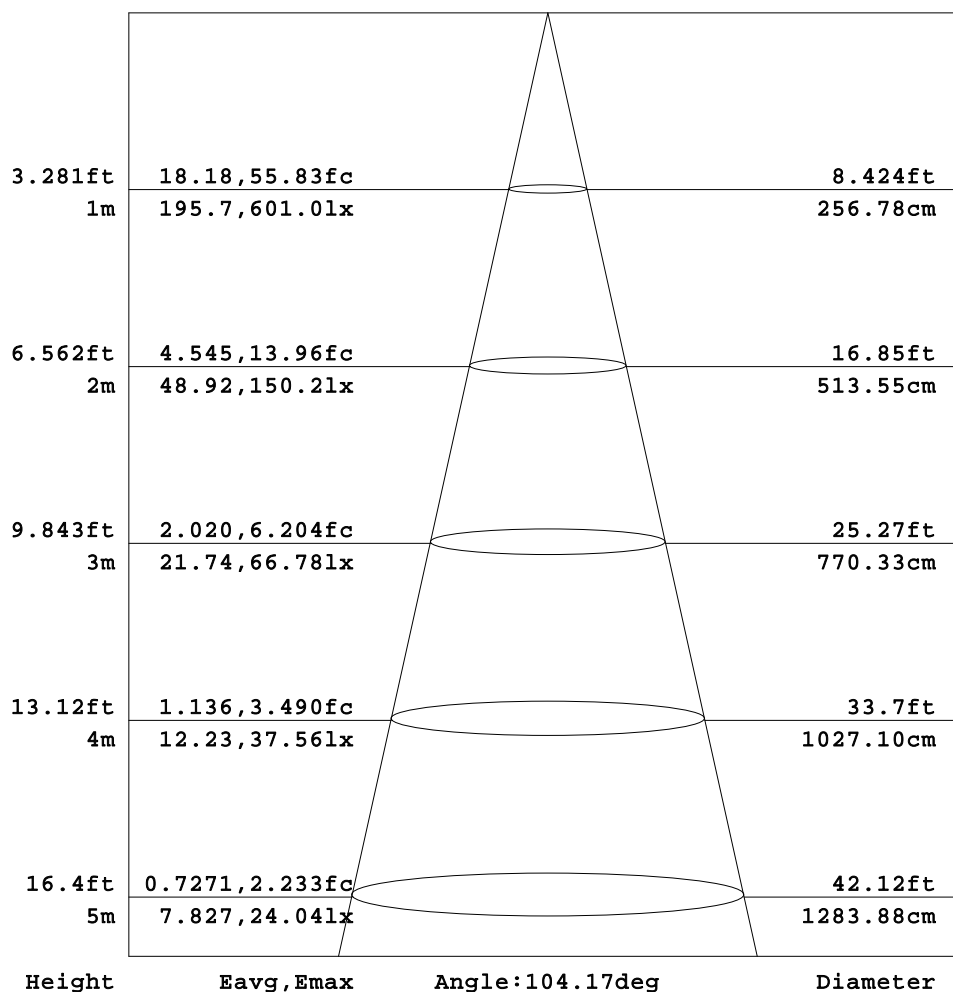 3.281ft 18.18,55.83fc 8.424ft
1m 195.7,601.0lx 256.78cm
6.562ft 4.545,13.96fc 16.85ft
2m 48.92,150.2lx 513.55cm
9.843ft 2.020,6.204fc 25.27ft
3m 21.74,66.78lx 770.33cm
13.12ft 1.136,3.490fc 33.7ft
4m 12.23,37.56lx 1027.10cm
16.4ft 0.7271,2.233fc 42.12ft
5m 7.827,24.04lx 1283.88cm
Height Eavg,Emax Angle:104.17deg Diameter